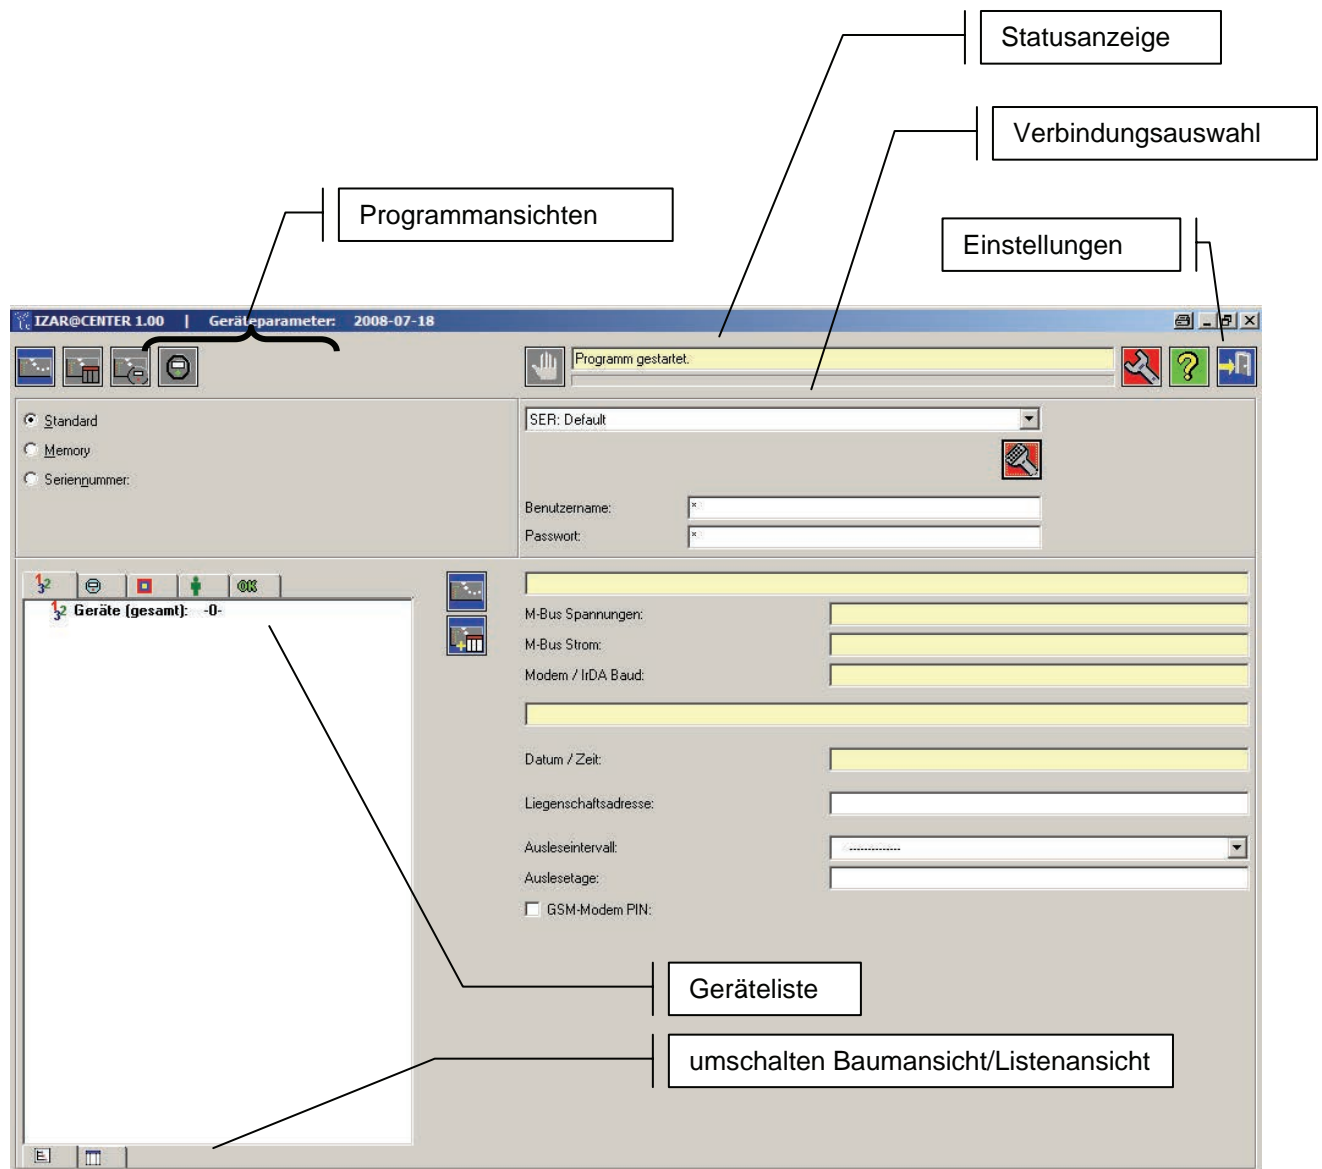 Statusanzeige
Verbindungsauswahl
Programmansichten
Einstellungen
IZAR@CENTER 1.00 | Geräteparameter: 2008-07-18
Programm gestartet.
Standard
Memory
Seriennummer:
SER: Default
Benutzername: *
Passwort: *
OK
Geräte (gesamt): -0-
M-Bus Spannungen:
M-Bus Strom:
Modem / IrDA Baud:
Datum / Zeit:
Liegenschaftsadresse:
Ausleseintervall: --------------
Auslesetage:
GSM-Modem PIN:
Geräteliste
umschalten Baumansicht/Listenansicht